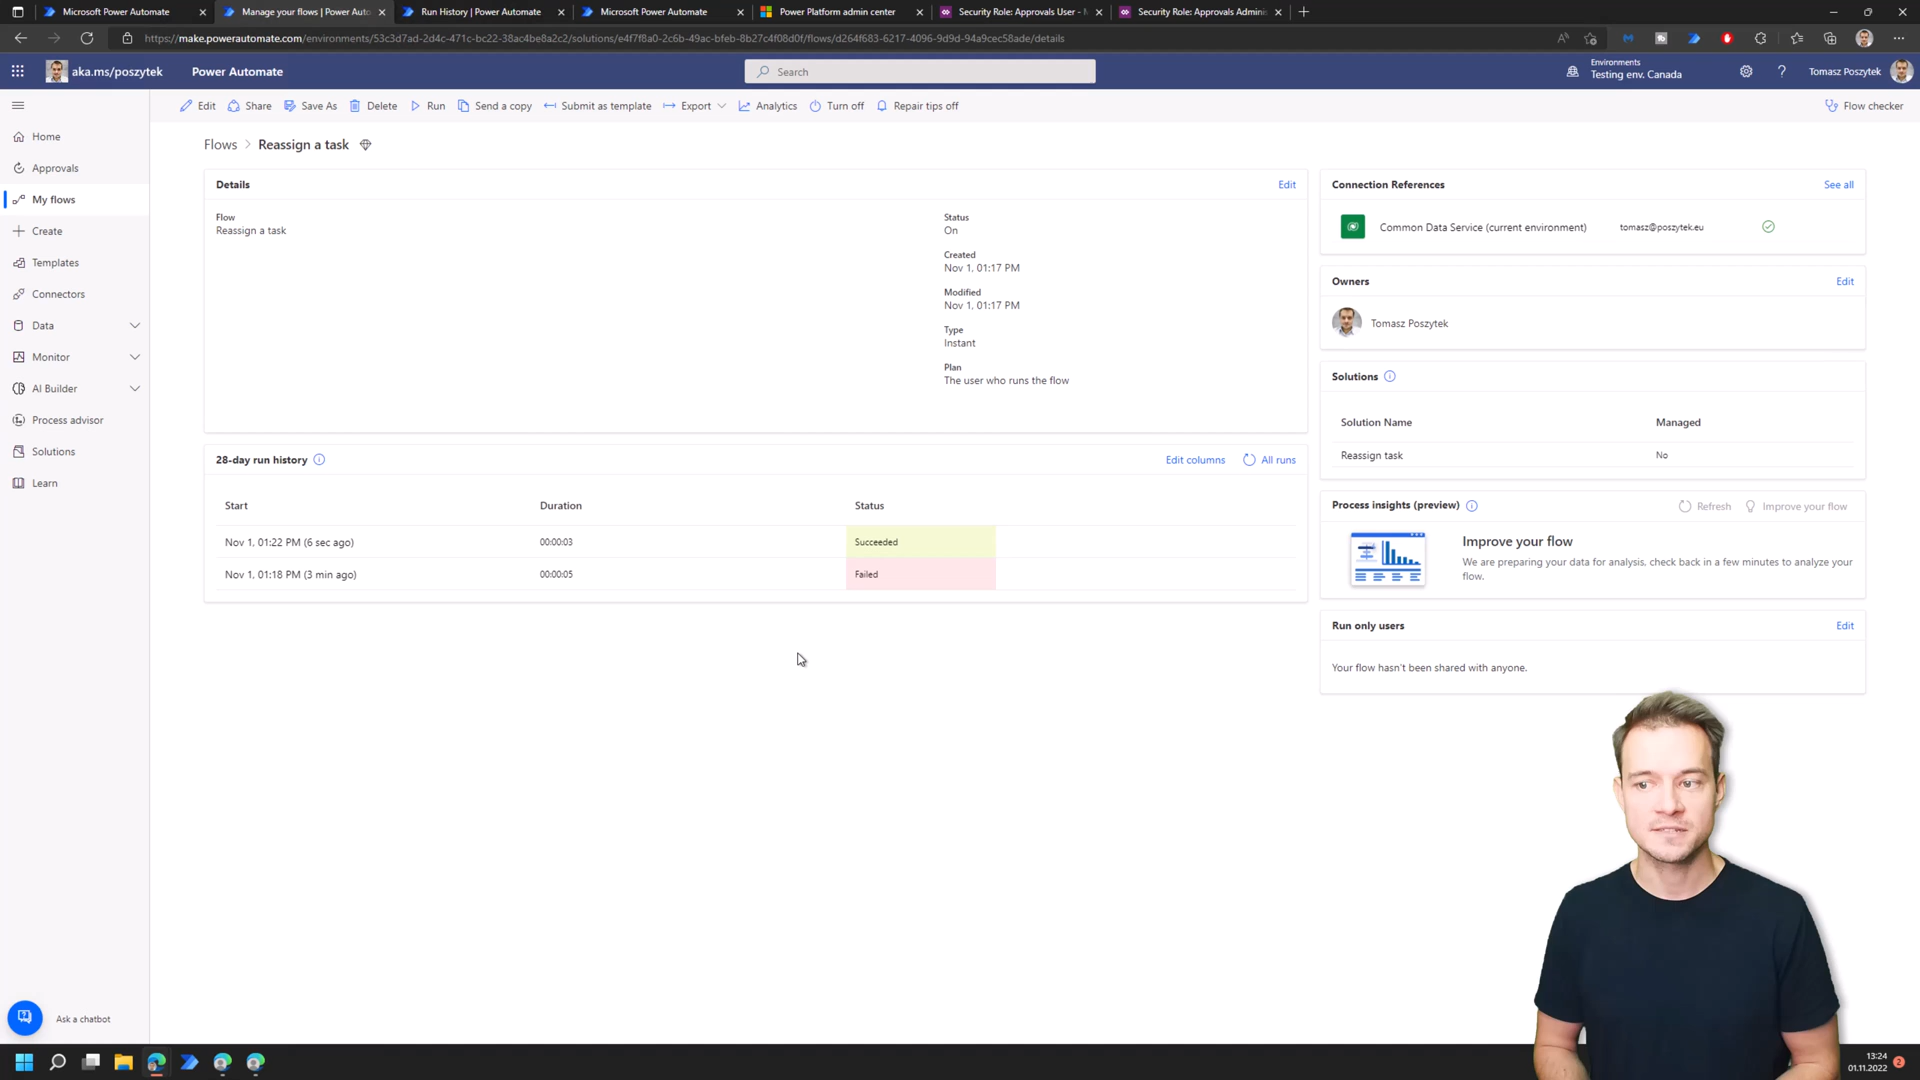 Microsoft Power Automate
Manage your flows | Power Auto
Run History | Power Automate
Microsoft Power Automate
Power Platform admin center
Security Role: Approvals User - M
Security Role: Approvals Admini
https://make.powerautomate.com/environments/53c3d7ad-2d4c-471c-bc22-38ac4be8a2c2/solutions/e4f7f8a0-2c6b-49ac-bfeb-8b27c4f08d0f/flows/d264f683-6217-4096-9d9d-94a9cec58ade/details
aka.ms/poszytek
Power Automate
Search
Environments
Testing env. Canada
Tomasz Poszytek
Edit
Share
Save As
Delete
Run
Send a copy
Submit as template
Export
Analytics
Turn off
Repair tips off
Flow checker
Home
Approvals
My flows
Create
Templates
Connectors
Data
Monitor
AI Builder
Process advisor
Solutions
Learn
Ask a chatbot
Flows > Reassign a task
Details
Edit
Flow
Reassign a task
Status
On
Created
Nov 1, 01:17 PM
Modified
Nov 1, 01:17 PM
Type
Instant
Plan
The user who runs the flow
28-day run history
Edit columns
All runs
Start Duration Status
Nov 1, 01:22 PM (6 sec ago) 00:00:03 Succeeded
Nov 1, 01:18 PM (3 min ago) 00:00:05 Failed
Connection References
See all
Common Data Service (current environment) tomasz@poszytek.eu
Owners
Edit
Tomasz Poszytek
Solutions
Solution Name Managed
Reassign task No
Process insights (preview)
Refresh
Improve your flow
Improve your flow
We are preparing your data for analysis, check back in a few minutes to analyze your
flow.
Run only users
Edit
Your flow hasn't been shared with anyone.
13:24
01.11.2022
2